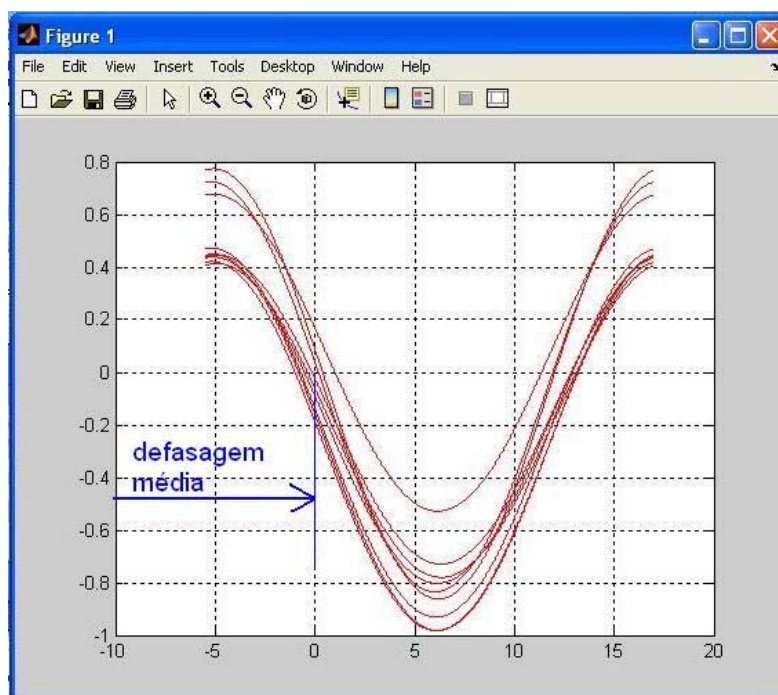 Figure 1
File Edit View Insert Tools Desktop Window Help
0.8
0.6
0.4
0.2
0
-0.2
-0.4
-0.6
-0.8
-1
defasagem
média
-10 -5 0 5 10 15 20